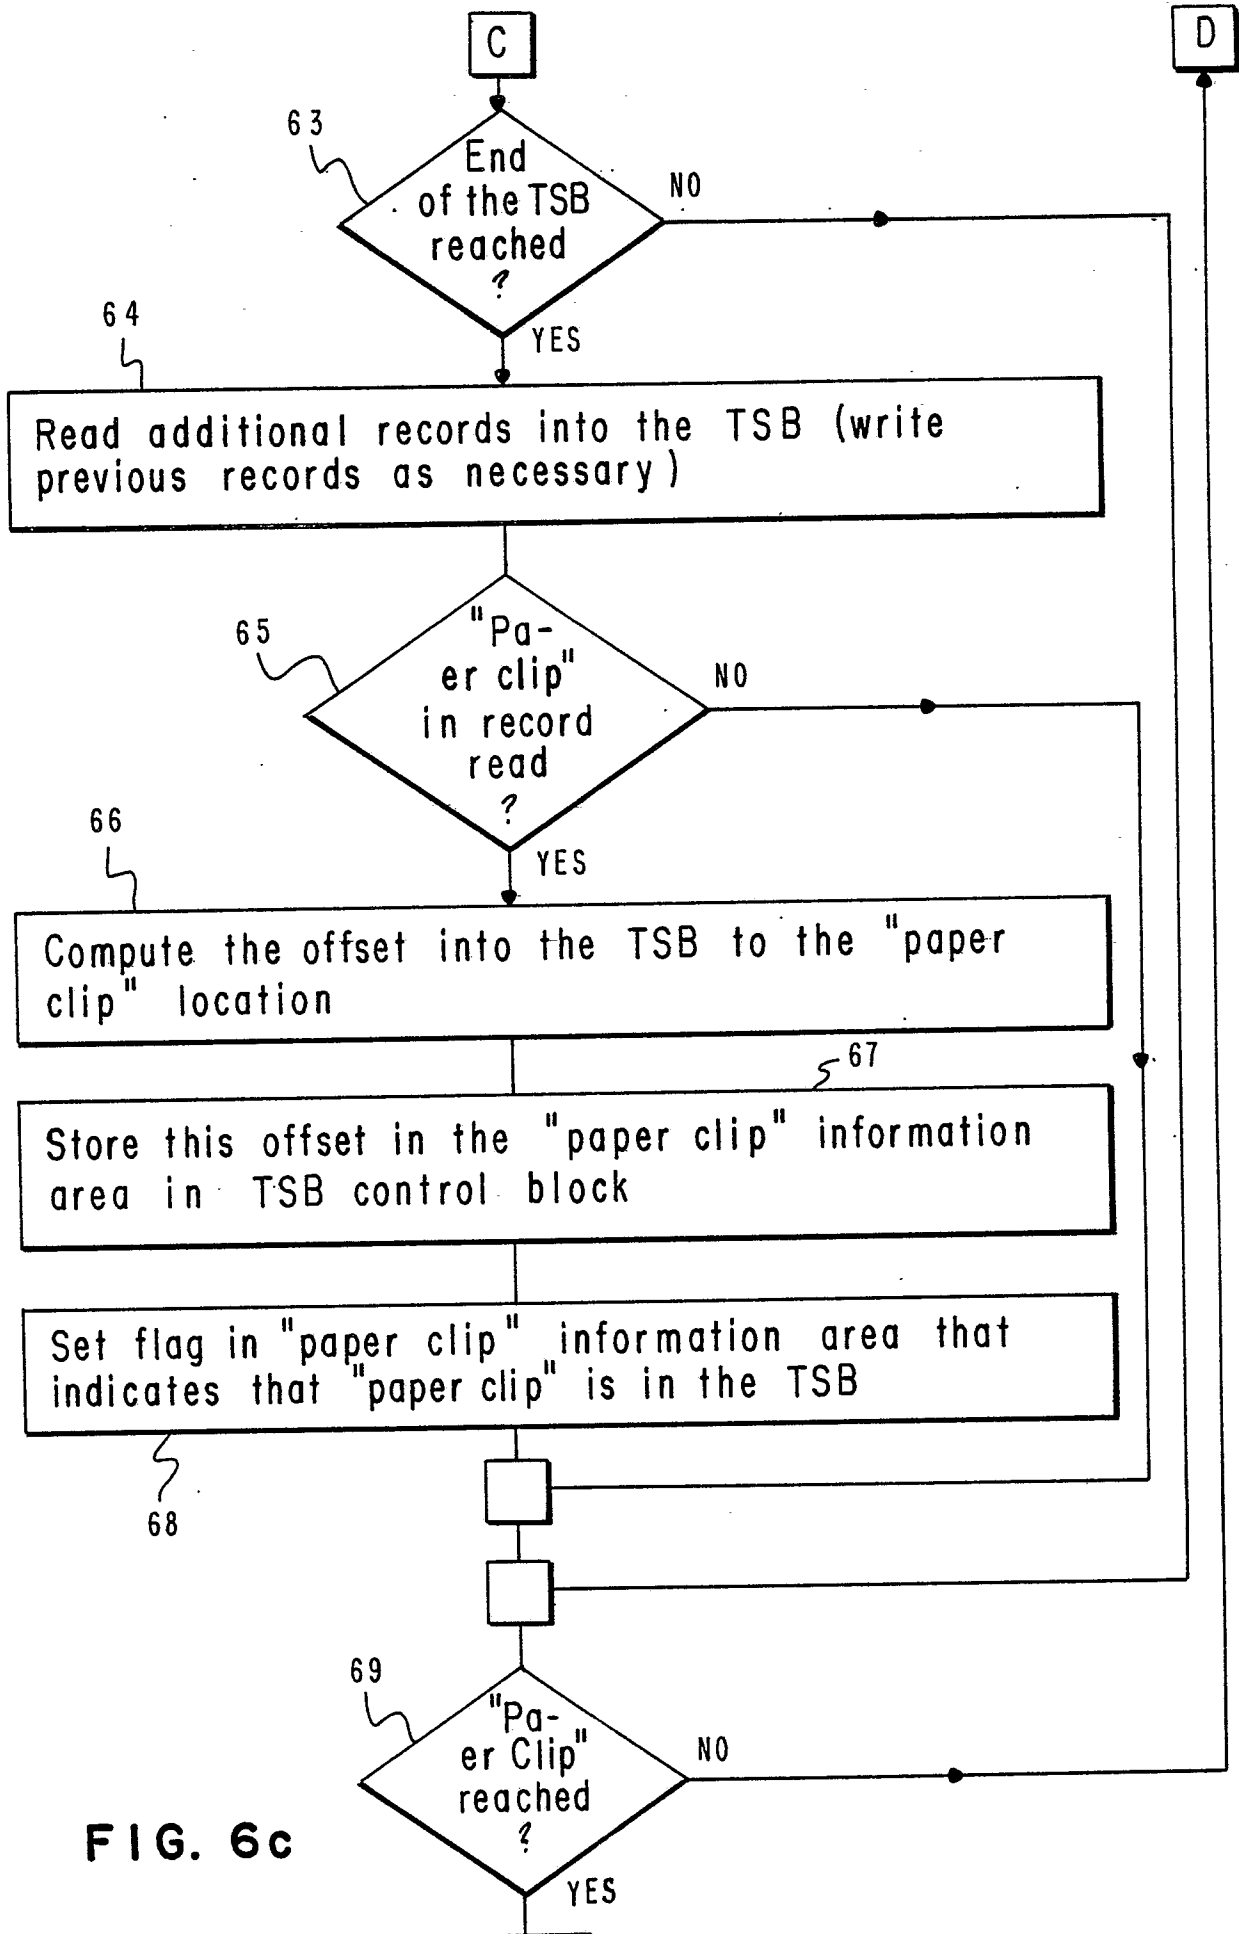 C
D
63
End
of the TSB
reached
?
NO
YES
64
Read additional records into the TSB (write
previous records as necessary)
65
"Pa-
er clip"
in record
read
?
NO
YES
66
Compute the offset into the TSB to the "paper
clip" location
67
Store this offset in the "paper clip" information
area in TSB control block
Set flag in "paper clip" information area that
indicates that "paper clip" is in the TSB
68
69
"Pa-
er Clip"
reached
?
NO
YES
FIG. 6c